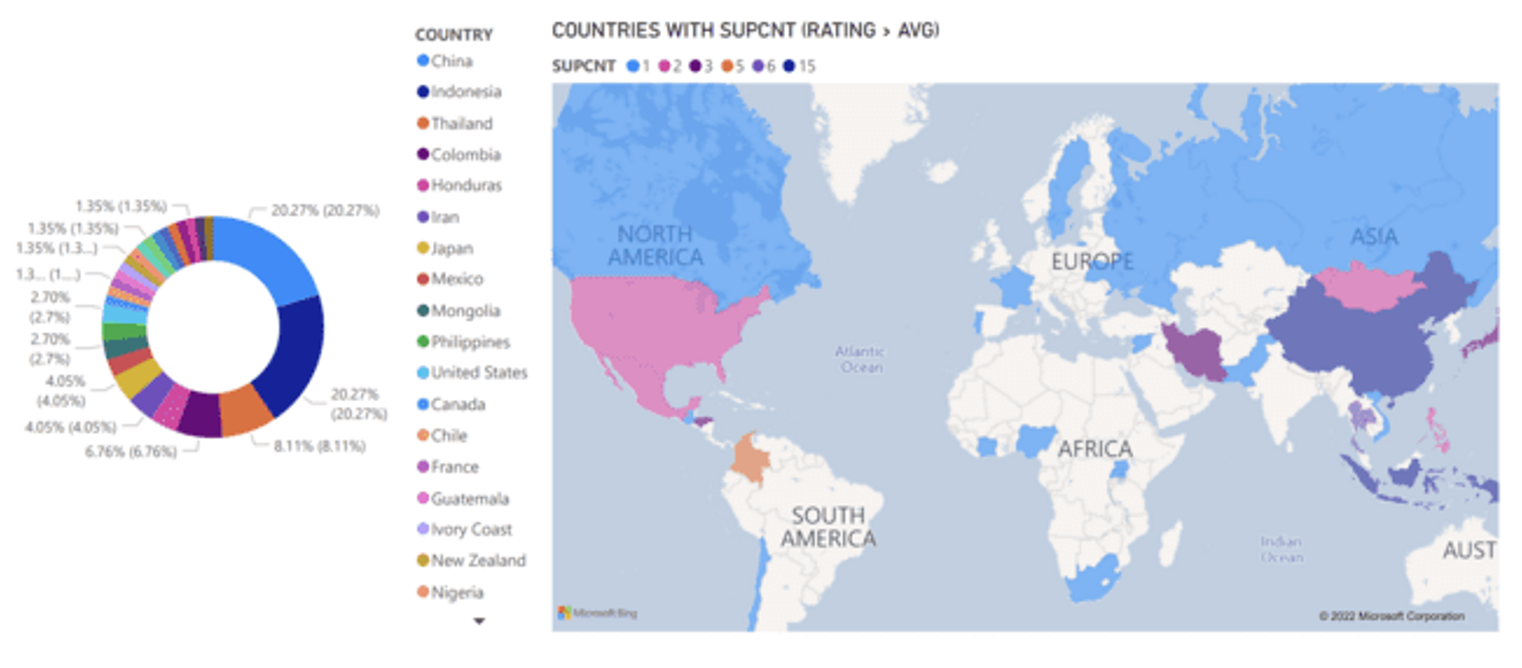 1.35% (1.35%)
1.35% (1.35%)
1.35% (1.3...)
1.3... (1....)
2.70%
(2.7%)
2.70%
(2.7%)
4.05%
(4.05%)
4.05% (4.05%)
6.76% (6.76%)
20.27% (20.27%)
20.27%
(20.27%)
8.11% (8.11%)
COUNTRY
China
Indonesia
Thailand
Colombia
Honduras
Iran
Japan
Mexico
Mongolia
Philippines
United States
Canada
Chile
France
Guatemala
Ivory Coast
New Zealand
Nigeria
COUNTRIES WITH SUPCNT (RATING > AVG)
SUPCNT 1 2 3 5 6 15
NORTH
AMERICA
EUROPE
ASIA
Atlantic
Ocean
AFRICA
SOUTH
AMERICA
Indian
Ocean
AUST
Microsoft Bing
© 2022 Microsoft Corporation